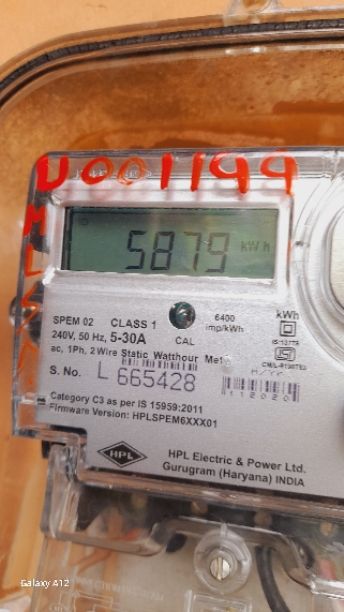 U001199
5879 kWh
SPEM 02 CLASS 1 6400 imp/kWh kWh
240V, 50 Hz, 5-30A CAL
ac, 1Ph, 2 Wire Static Watthour
S. No. L 665428
112020
Category C3 as per IS 15959:2011
Firmware Version: HPLSPEM6XXX01
HPL HPL Electric & Power Ltd.
Gurugram (Haryana) INDIA
Galaxy A12